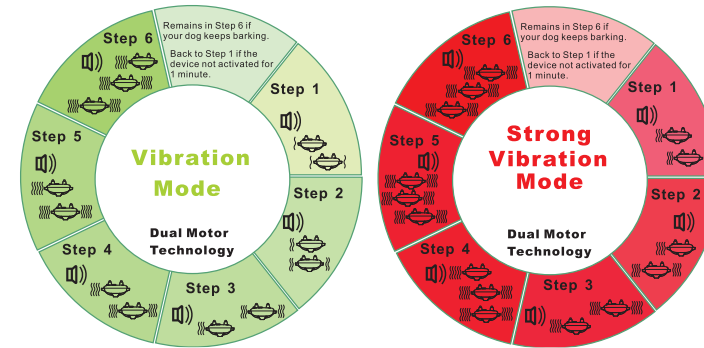 Step 6
Remains in Step 6 if
your dog keeps barking.
Back to Step 1 if the
device not activated for
1 minute.
Step 1
Step 5
Vibration
Mode
Step 2
Dual Motor
Technology
Step 4
Step 3
Step 6
Remains in Step 6 if
your dog keeps barking.
Back to Step 1 if the
device not activated for
1 minute.
Step 1
Step 5
Strong
Vibration
Mode
Step 2
Dual Motor
Technology
Step 4
Step 3